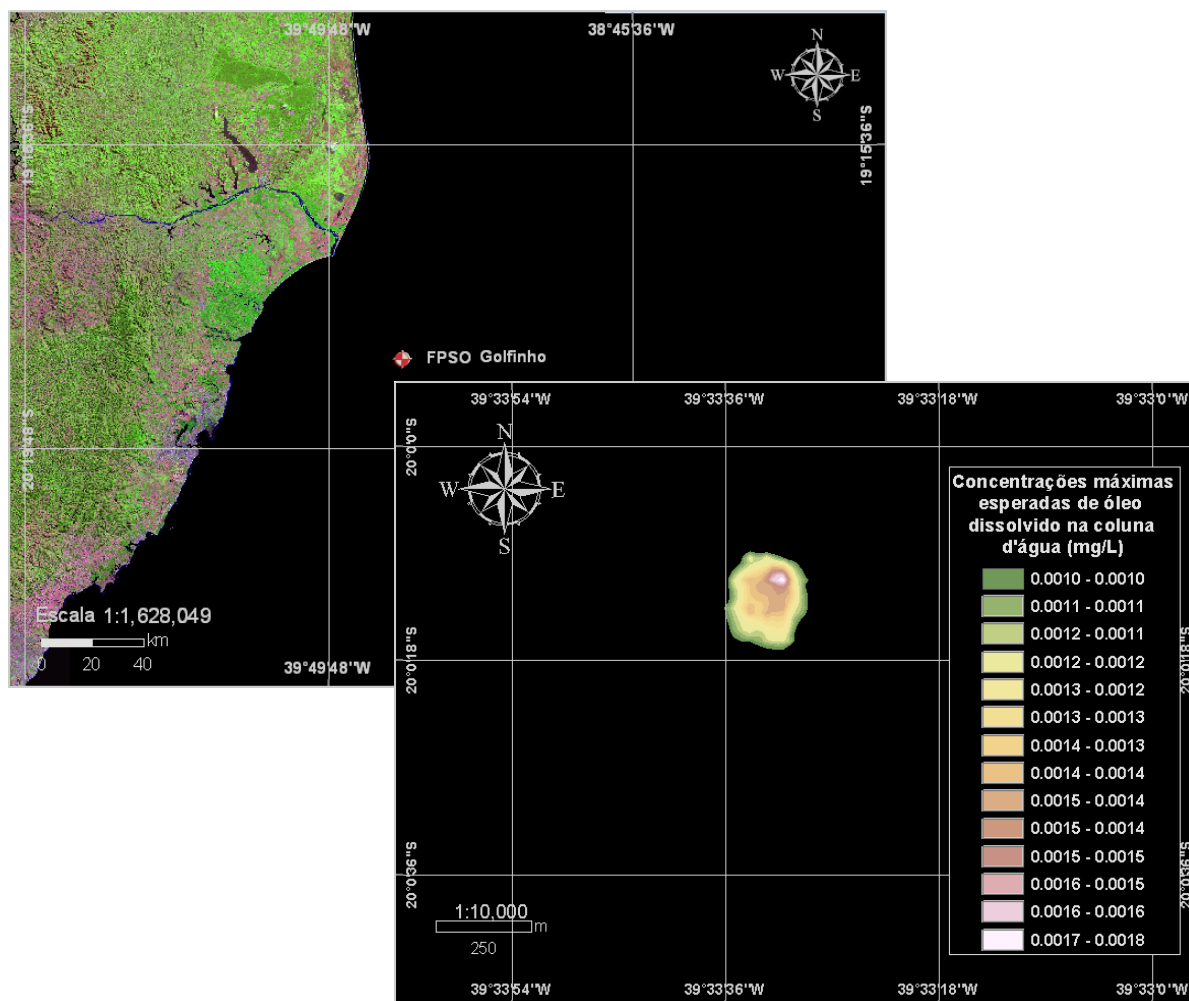 39°49'48"W
38°45'36"W
N
W
E
S
19°15'36"S
19°15'36"S
FPSO Golfinho
20°19'48"S
Escala 1:1,628,049
km
0 20 40
39°49'48"W
39°33'54"W
39°33'36"W
39°33'18"W
39°33'0"W
20°0'0"S
N
W
E
S
Concentrações máximas
esperadas de óleo
dissolvido na coluna
d'água (mg/L)
0.0010 - 0.0010
0.0011 - 0.0011
0.0012 - 0.0011
0.0012 - 0.0012
0.0013 - 0.0012
0.0013 - 0.0013
0.0014 - 0.0013
0.0014 - 0.0014
0.0015 - 0.0014
0.0015 - 0.0014
0.0015 - 0.0015
0.0016 - 0.0015
0.0016 - 0.0016
0.0017 - 0.0018
20°0'18"S
20°0'18"S
20°0'36"S
20°0'36"S
1:10,000
m
250
39°33'54"W
39°33'36"W
39°33'18"W
39°33'0"W